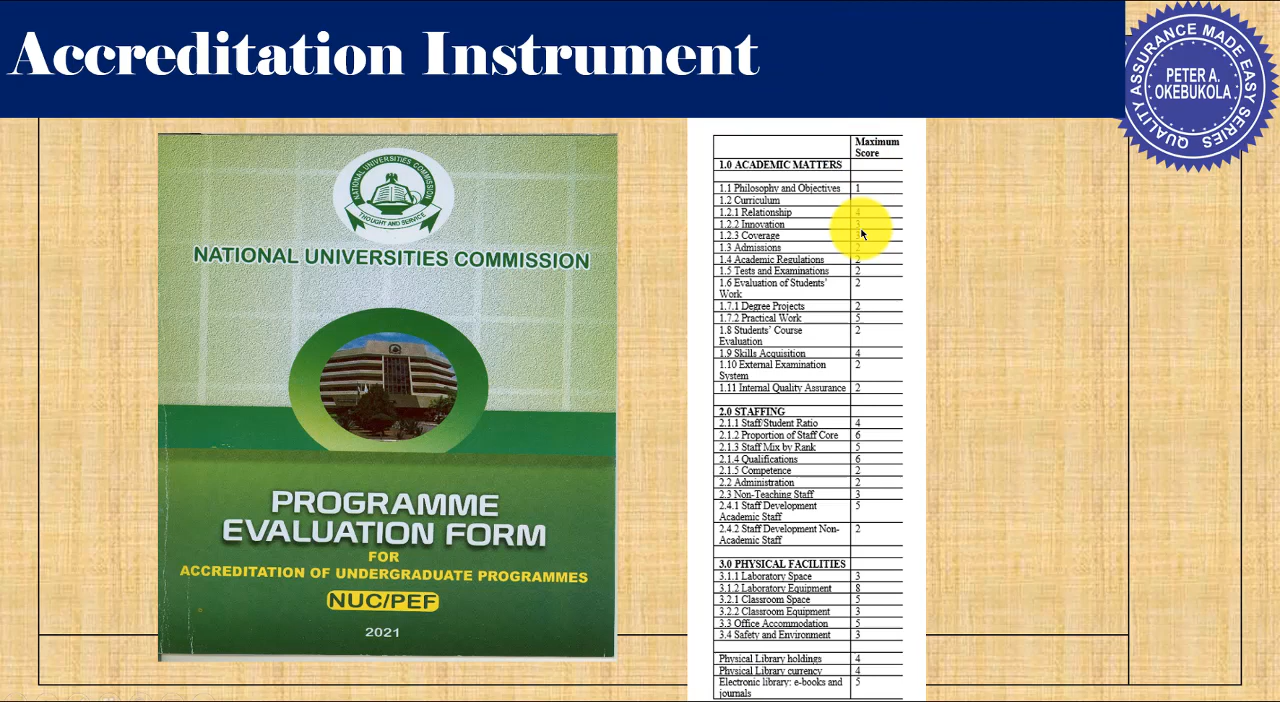 Accreditation Instrument
QUALITY ASSURANCE MADE EASY SERIES
PETER A.
OKEBUKOLA
NATIONAL UNIVERSITIES COMMISSION
THOUGHT AND SERVICE
NATIONAL UNIVERSITIES COMMISSION
PROGRAMME
EVALUATION FORM
FOR
ACCREDITATION OF UNDERGRADUATE PROGRAMMES
NUC/PEF
2021
Maximum
Score
1.0 ACADEMIC MATTERS
1.1 Philosophy and Objectives 1
1.2 Curriculum
1.2.1 Relationship 4
1.2.2 Innovation 3
1.2.3 Coverage
1.3 Admissions 2
1.4 Academic Regulations 2
1.5 Tests and Examinations 2
1.6 Evaluation of Students' 2
Work
1.7.1 Degree Projects 2
1.7.2 Practical Work 5
1.8 Students' Course 2
Evaluation
1.9 Skills Acquisition 4
1.10 External Examination 2
System
1.11 Internal Quality Assurance 2
2.0 STAFFING
2.1.1 Staff/Student Ratio 4
2.1.2 Proportion of Staff Core 6
2.1.3 Staff Mix by Rank 5
2.1.4 Qualifications 6
2.1.5 Competence 2
2.2 Administration 2
2.3 Non-Teaching Staff 3
2.4.1 Staff Development 5
Academic Staff
2.4.2 Staff Development Non- 2
Academic Staff
3.0 PHYSICAL FACILITIES
3.1.1 Laboratory Space 3
3.1.2 Laboratory Equipment 8
3.2.1 Classroom Space 5
3.2.2 Classroom Equipment 3
3.3 Office Accommodation 5
3.4 Safety and Environment 3
Physical Library holdings 4
Physical Library currency 4
Electronic library: e-books and 5
journals